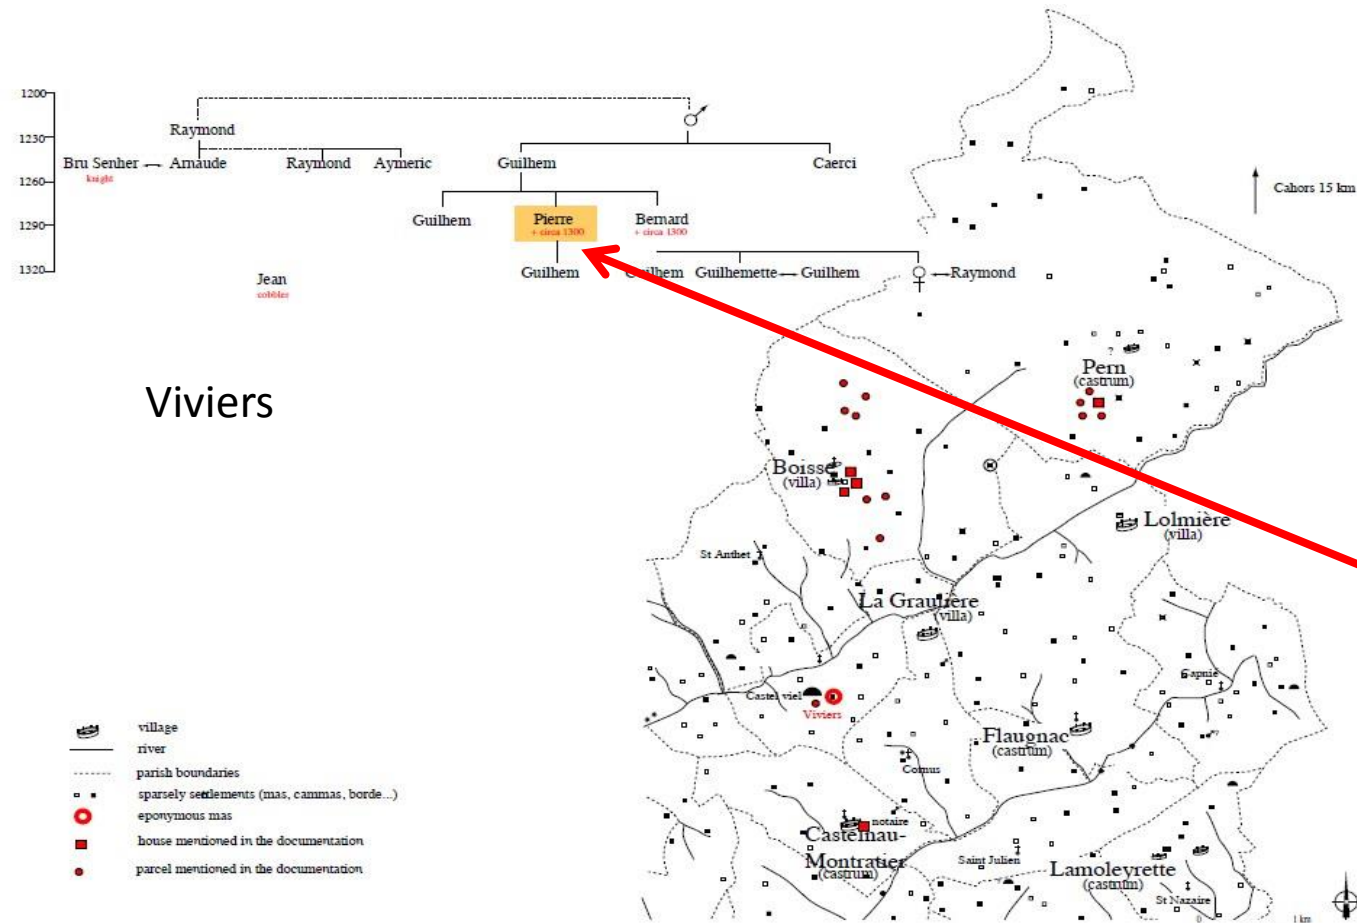 1200
1230
1260
1290
1320
Raymond
Bru Senher Arnaude Raymond Aymeric Guilhem Caerci
knight
Guilhem Pierre Bernard
+ circa 1300 + circa 1300
Guilhem Guilhem Guilhemette Guilhem Raymond
Jean
cobbler
Viviers
Cahors 15 km
?
Pern
(castrum)
Boisse
(villa)
Lolmière
(villa)
St Anthet
La Graulière
(villa)
Castel viel
Viviers
Capnié
Flaugnac
(castrum)
?
Cornus
notaire
Castelnau-
Montratier
(castrum)
Saint Julien
Lamoleyrette
(castrum)
St Nazaire
0 1 km
village
river
parish boundaries
sparsely settlements (mas, cammas, borde...)
eponymous mas
house mentioned in the documentation
parcel mentioned in the documentation